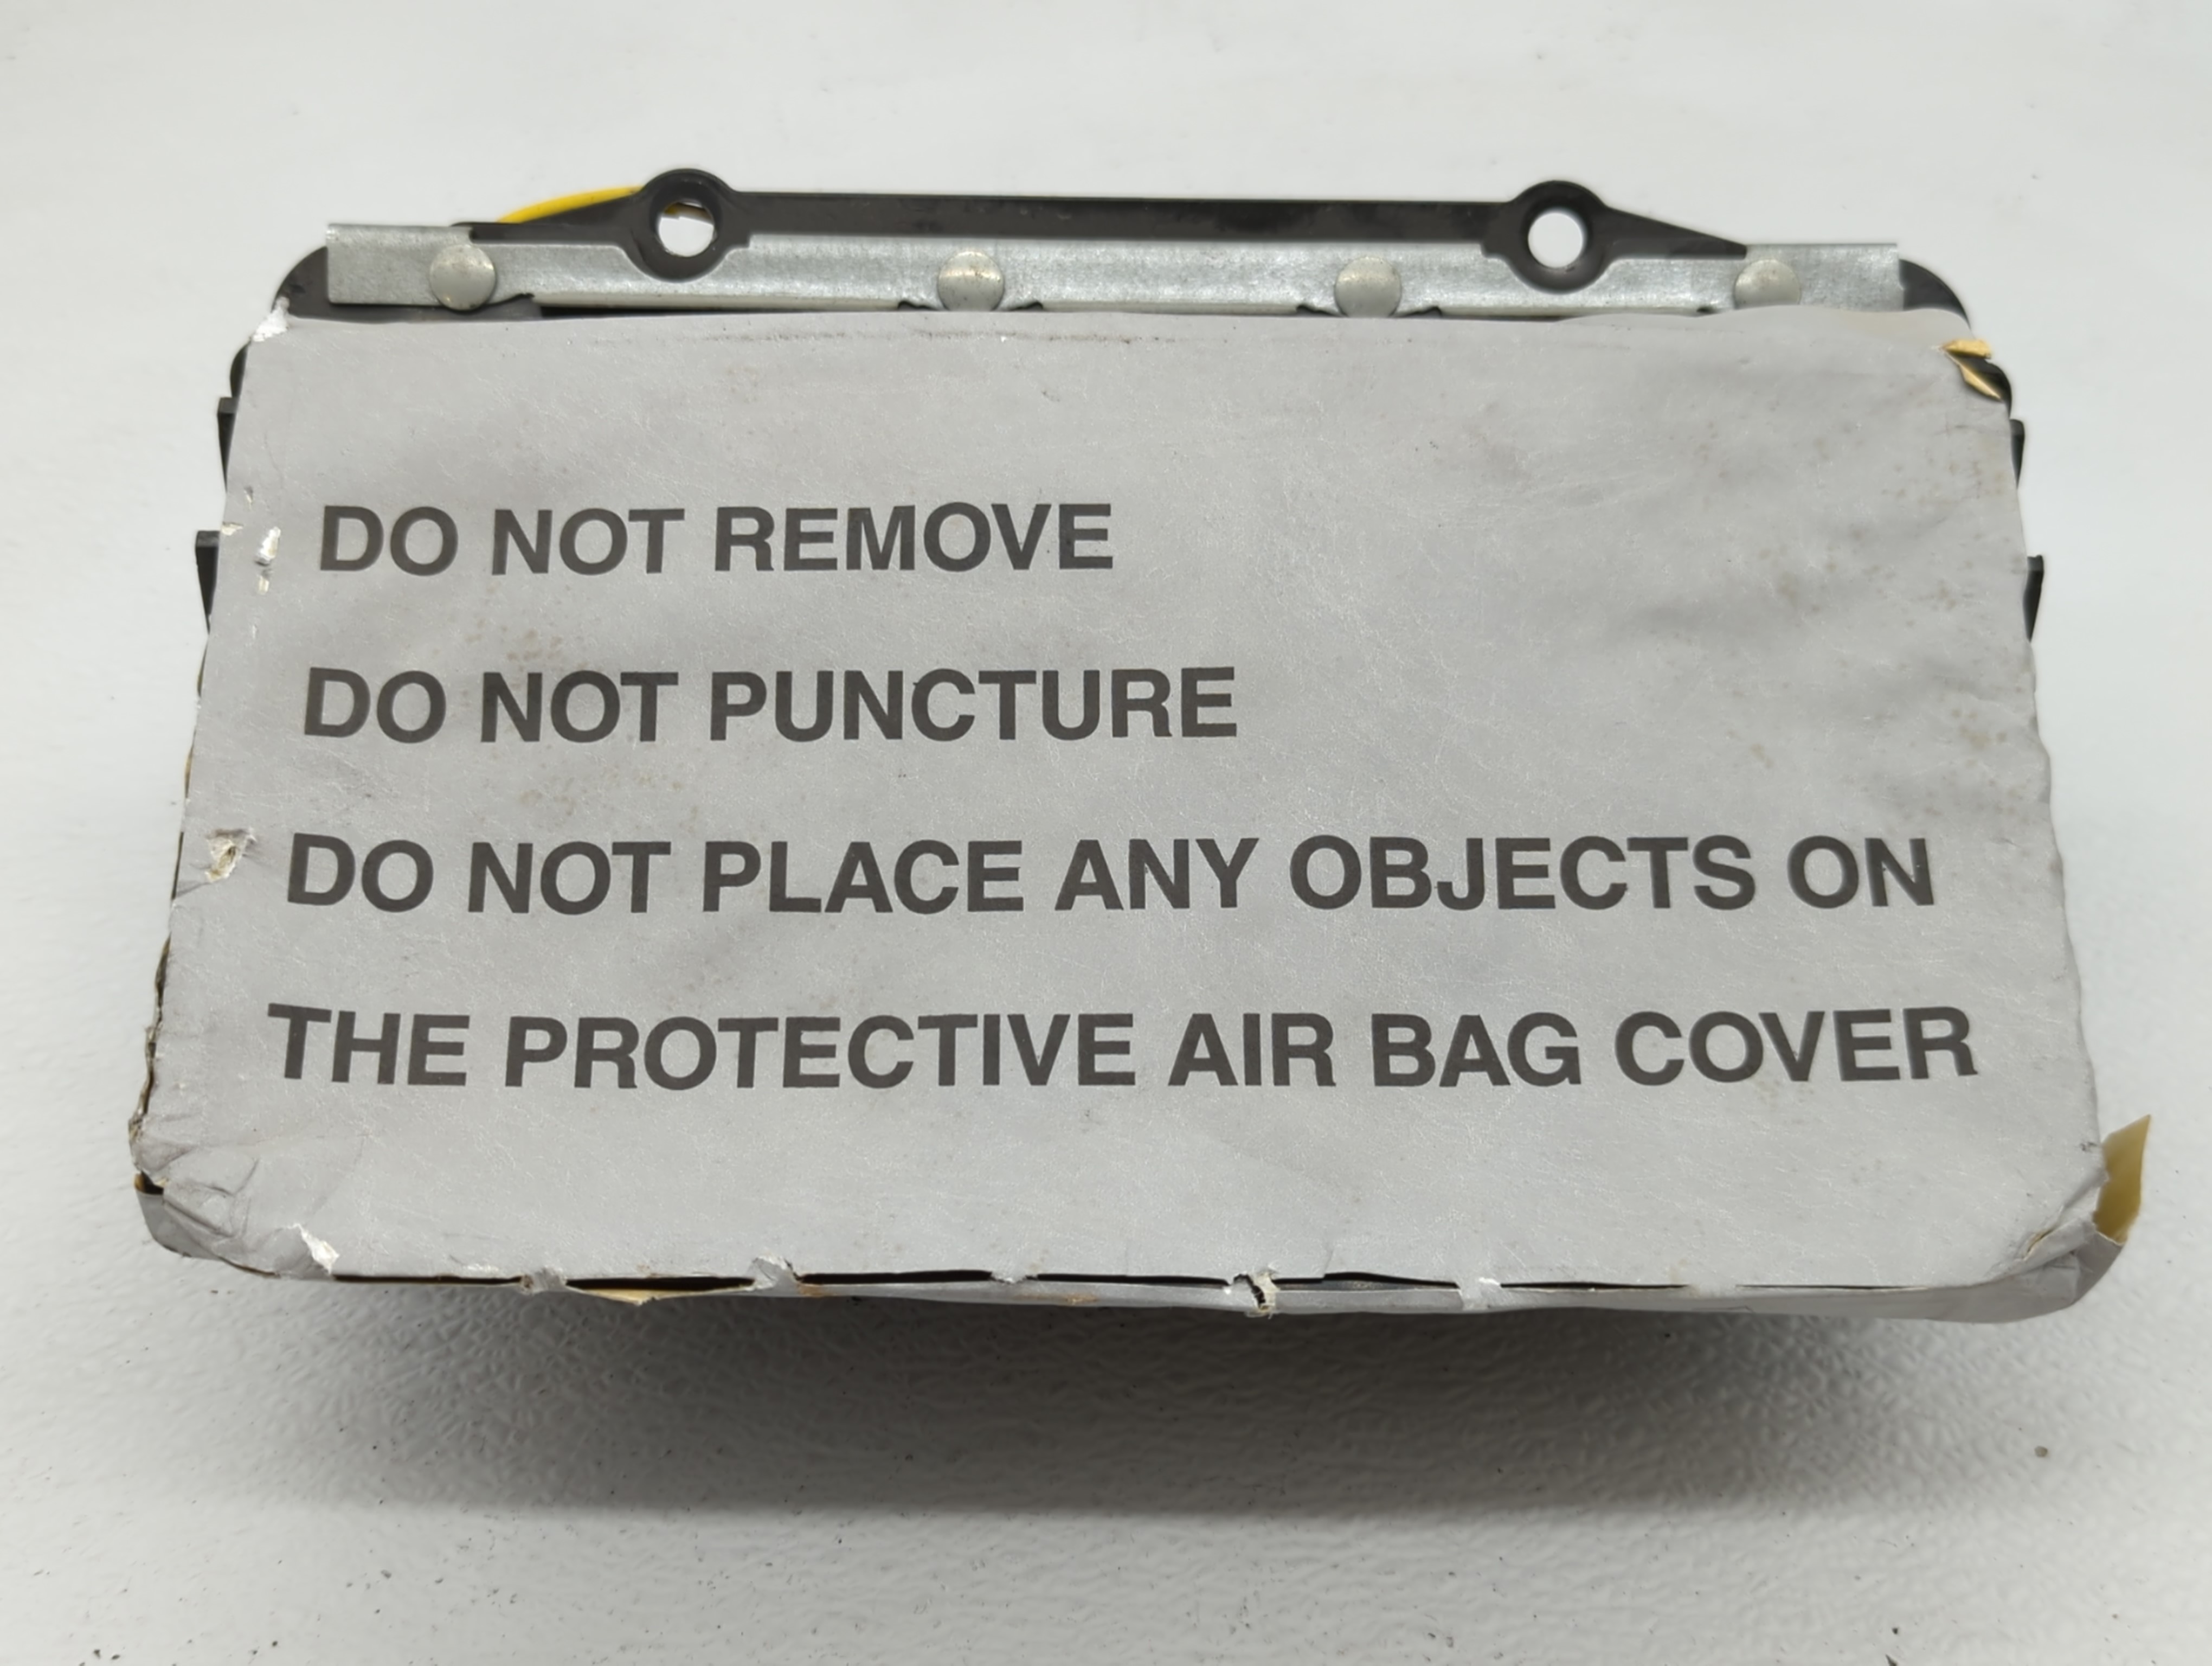 DO NOT REMOVE
DO NOT PUNCTURE
DO NOT PLACE ANY OBJECTS ON
THE PROTECTIVE AIR BAG COVER